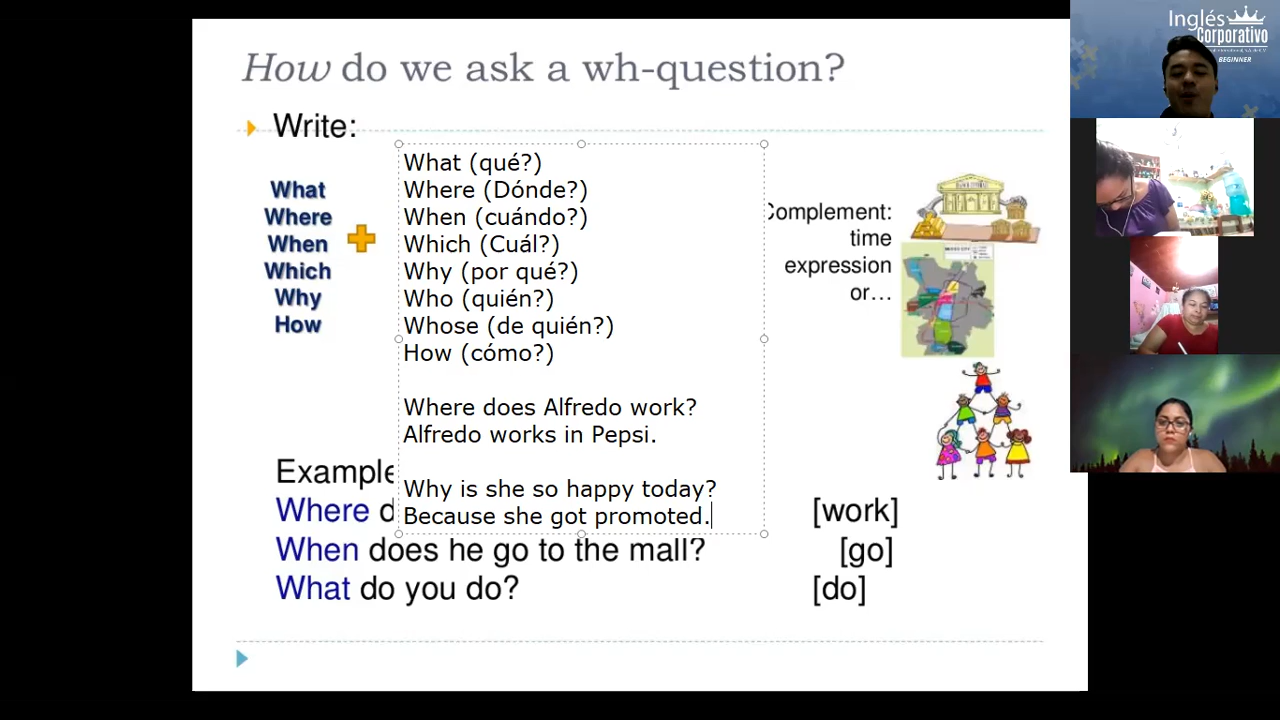 How do we ask a wh-question?
Write:
What
Where
When
Which
Why
How
What (qué?)
Where (Dónde?)
When (cuándo?)
Which (Cuál?)
Why (por qué?)
Who (quién?)
Whose (de quién?)
How (cómo?)
Where does Alfredo work?
Alfredo works in Pepsi.
Why is she so happy today?
Because she got promoted.
Complement:
time
expression
or…
Example
Where d
[work]
When does he go to the mall? [go]
What do you do? [do]
Inglés
Corporativo
BEGINNER